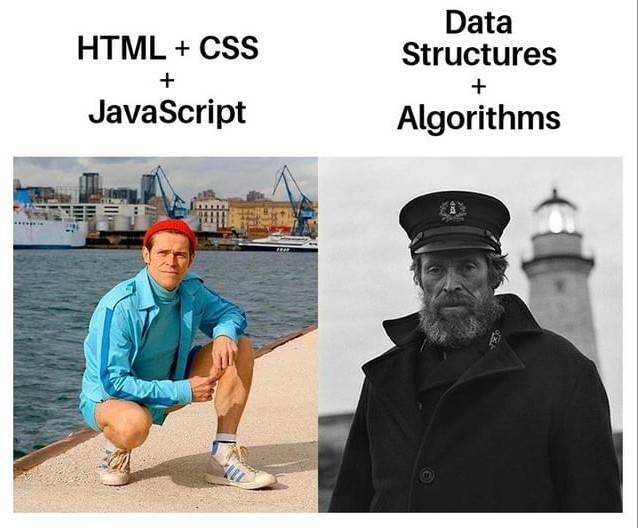 HTML + CSS
+
JavaScript
Data
Structures
+
Algorithms